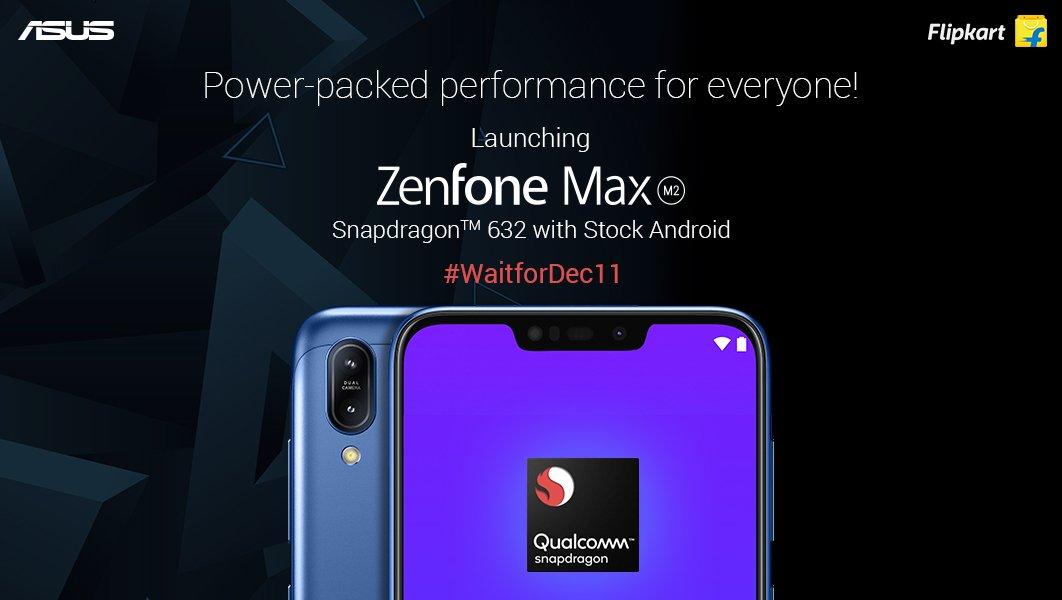 ASUS
Flipkart
Power-packed performance for everyone!
Launching
Zenfone Max M2
Snapdragon™ 632 with Stock Android
#WaitforDec11
DUAL
CAMERA
Qualcomm™
snapdragon